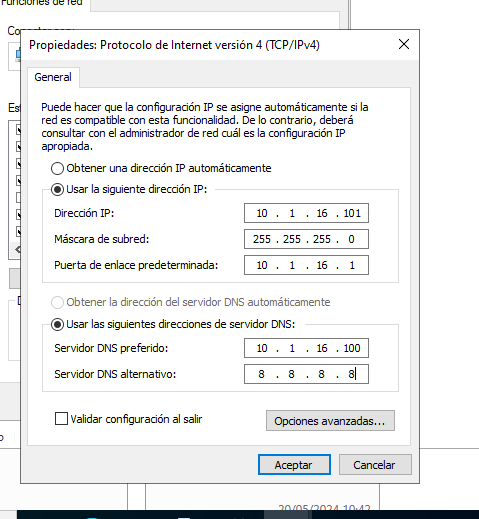 Funciones de red
Propiedades: Protocolo de Internet versión 4 (TCP/IPv4)
General
Puede hacer que la configuración IP se asigne automáticamente si la
red es compatible con esta funcionalidad. De lo contrario, deberá
consultar con el administrador de red cuál es la configuración IP
apropiada.
Obtener una dirección IP automáticamente
Usar la siguiente dirección IP:
Dirección IP: 10 . 1 . 16 . 101
Máscara de subred: 255 . 255 . 255 . 0
Puerta de enlace predeterminada: 10 . 1 . 16 . 1
Obtener la dirección del servidor DNS automáticamente
Usar las siguientes direcciones de servidor DNS:
Servidor DNS preferido: 10 . 1 . 16 . 100
Servidor DNS alternativo: 8 . 8 . 8 . 8
Validar configuración al salir
Opciones avanzadas...
Aceptar
Cancelar
20/05/2024 10:42